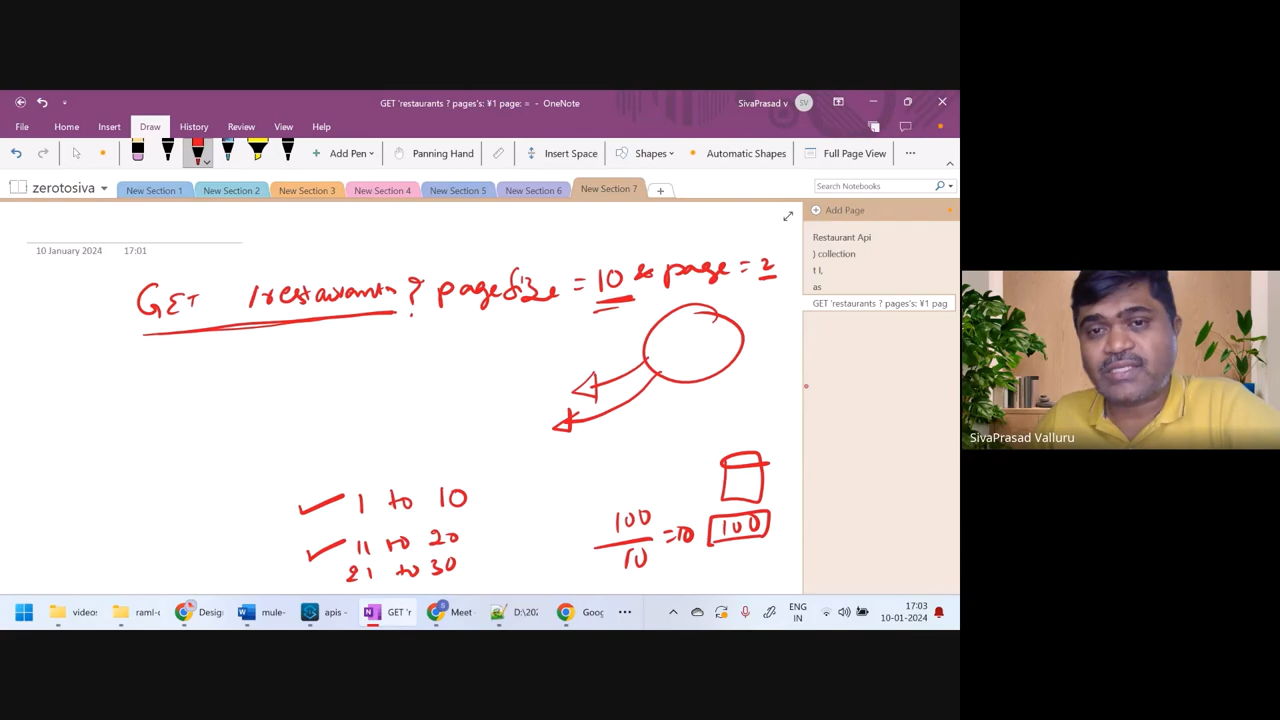 GET 'restaurants ? pages's: ¥1 page: = - OneNote
SivaPrasad v
SV
File Home Insert Draw History Review View Help
Add Pen
Panning Hand
Insert Space
Shapes
Automatic Shapes
Full Page View
zerotosiva
New Section 1
New Section 2
New Section 3
New Section 4
New Section 5
New Section 6
New Section 7
Search Notebooks
Add Page
Restaurant Api
) collection
t I,
as
GET 'restaurants ? pages's: ¥1 pag
10 January 2024 17:01
GET /restaurants ? pageSize = 10 & page = 2
1 to 10
11 to 20
21 to 30
100
10
=10
100
SivaPrasad Valluru
video:
raml-c
Desig
mule-
apis -
GET 'r
Meet
D:\202
Goog
ENG
IN
17:03
10-01-2024